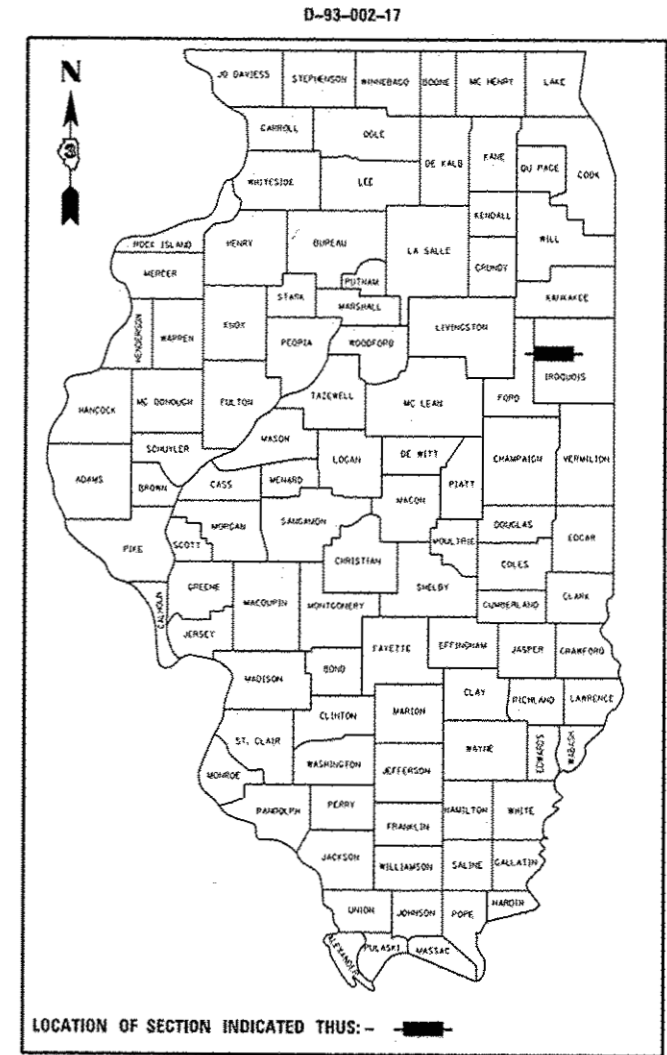 D-93-002-17
N
3
JO DAVIESS STEPHENSON WINNEBAGO BOONE MC HENRY LAKE
CARROLL OGLE DE KALB KANE DU PAGE COOK
WHITESIDE LEE KENDALL WILL
ROCK ISLAND HENRY BUREAU LA SALLE GRUNDY
MERCER PUTNAM KANKAKEE
STARK MARSHALL
HENDERSON WARREN KNOX PEORIA WOODFORD LIVINGSTON IROQUOIS
HANCOCK MC DONOUGH FULTON TAZEWELL MC LEAN FORD
SCHUYLER MASON LOGAN DE WITT CHAMPAIGN VERMILION
ADAMS BROWN CASS MENARD MACON PIATT
PIKE SCOTT MORGAN SANGAMON CHRISTIAN MOULTRIE DOUGLAS EDGAR
COLES
CALHOUN GREENE MACOUPIN MONTGOMERY SHELBY CUMBERLAND CLARK
JERSEY FAYETTE EFFINGHAM JASPER CRAWFORD
MADISON BOND CLAY RICHLAND LAWRENCE
CLINTON MARION
ST. CLAIR WAYNE EDWARDS WABASH
MONROE WASHINGTON JEFFERSON
RANDOLPH PERRY HAMILTON WHITE
FRANKLIN
JACKSON WILLIAMSON SALINE GALLATIN
UNION JOHNSON POPE HARDIN
ALEXANDER PULASKI MASSAC
LOCATION OF SECTION INDICATED THUS: -